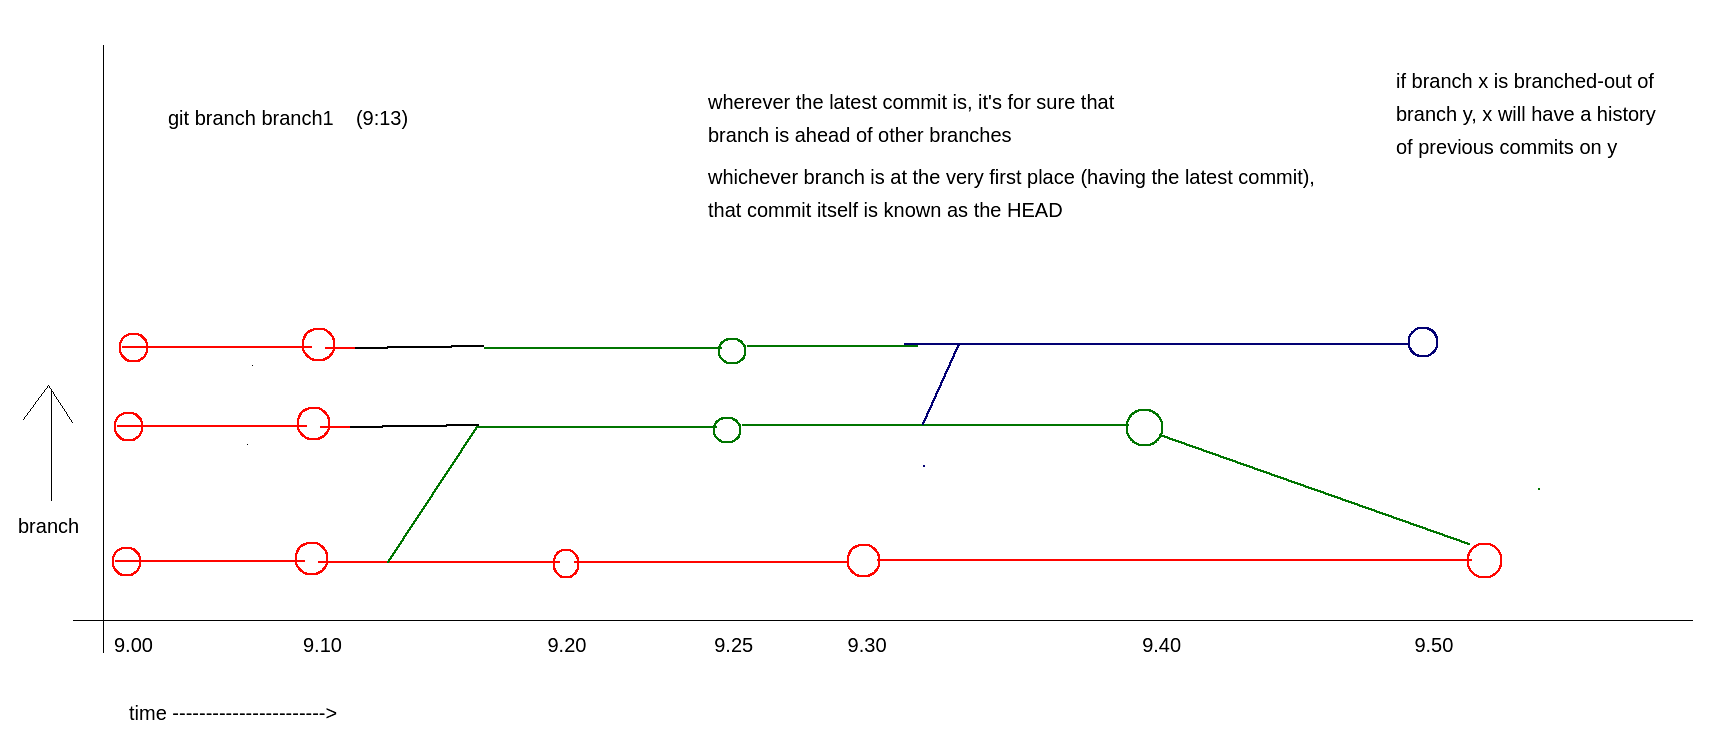 git branch branch1    (9:13)
wherever the latest commit is, it's for sure that
branch is ahead of other branches
whichever branch is at the very first place (having the latest commit),
that commit itself is known as the HEAD
if branch x is branched-out of
branch y, x will have a history
of previous commits on y
branch
9.00 9.10 9.20 9.25 9.30 9.40 9.50
time ----------------------->